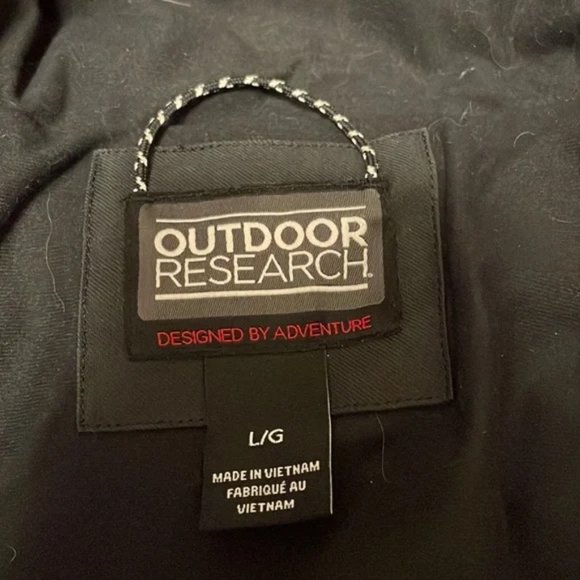 OUTDOOR
RESEARCH
DESIGNED BY ADVENTURE
L/G
MADE IN VIETNAM
FABRIQUÉ AU
VIETNAM